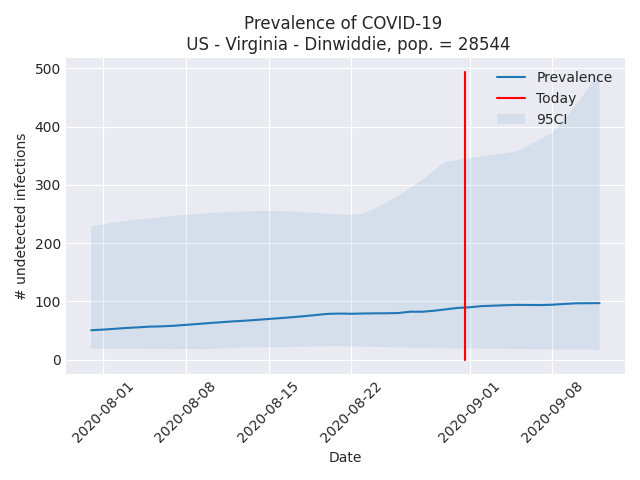 Prevalence of COVID-19
US - Virginia - Dinwiddie, pop. = 28544
Prevalence
Today
95CI
# undetected infections
500
400
300
200
100
0
2020-08-01
2020-08-08
2020-08-15
2020-08-22
2020-09-01
2020-09-08
Date